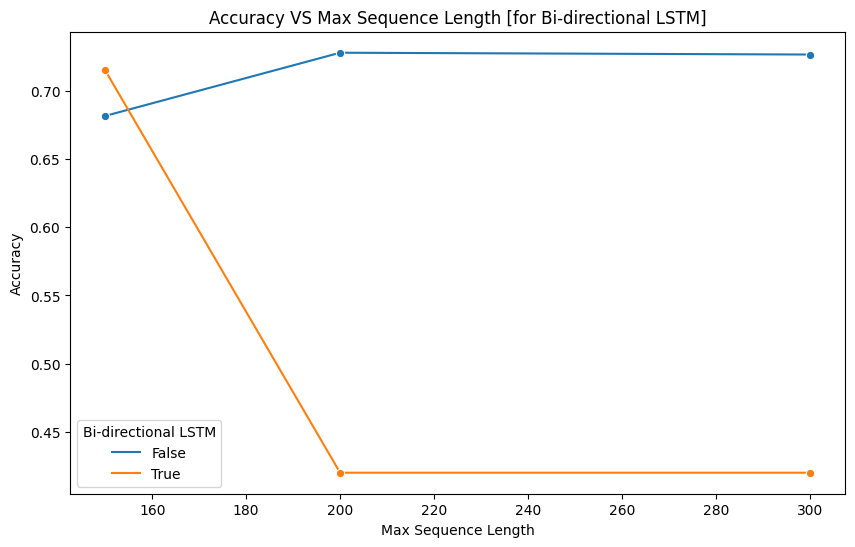 Accuracy VS Max Sequence Length [for Bi-directional LSTM]
Accuracy
0.70
0.65
0.60
0.55
0.50
0.45
Bi-directional LSTM
False
True
160 180 200 220 240 260 280 300
Max Sequence Length